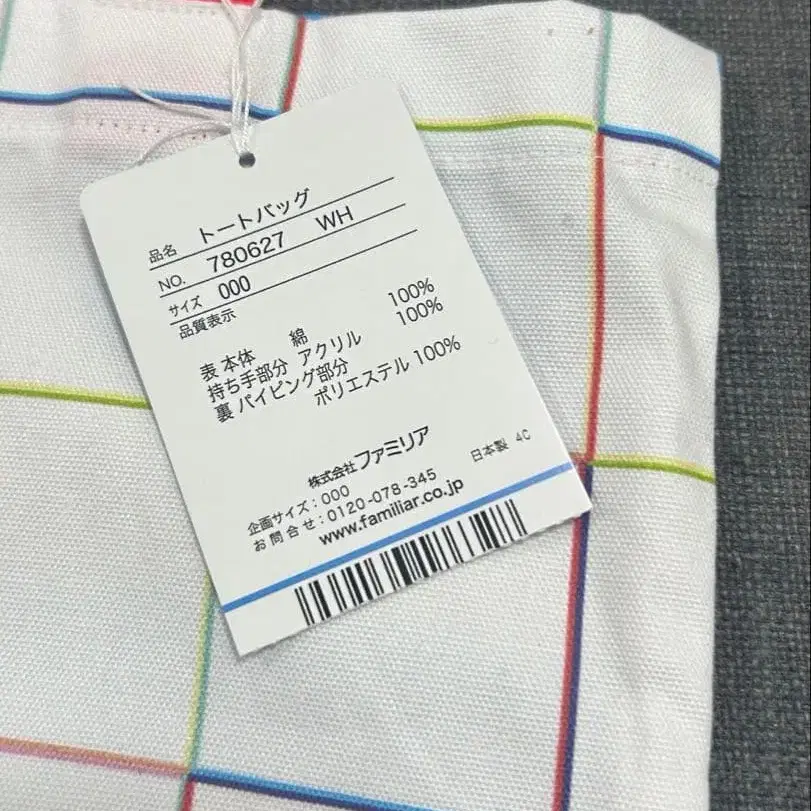 品名 トートバッグ
NO. 780627 WH
サイズ 000
品質表示
表 本体 綿 100%
持ち手部分 アクリル 100%
裏 パイピング部分
ポリエステル 100%
株式会社ファミリア
企画サイズ:000 日本製 4C
お問合せ:0120-078-345
www.familiar.co.jp